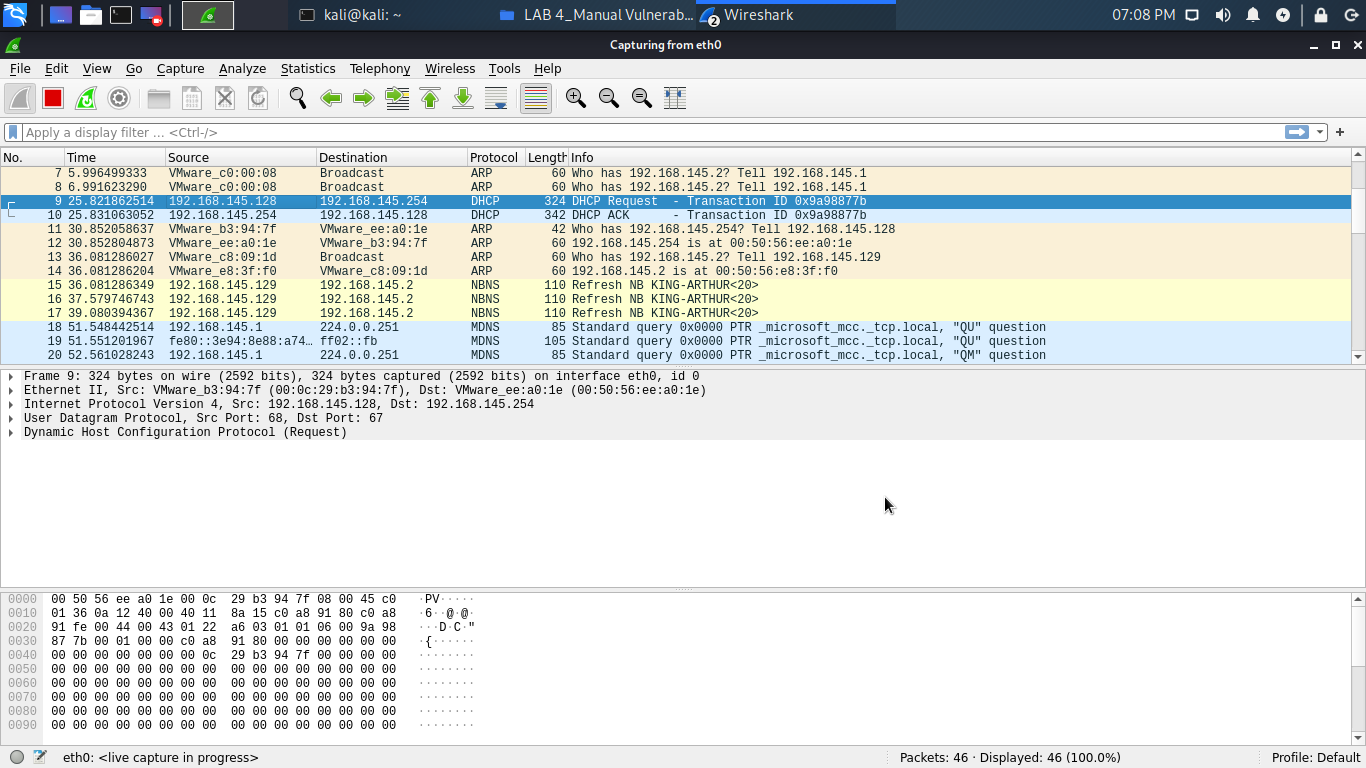 kali@kali: ~
LAB 4_Manual Vulnerab...
2
Wireshark
07:08 PM
Capturing from eth0
File Edit View Go Capture Analyze Statistics Telephony Wireless Tools Help
Apply a display filter ... <Ctrl-/>
No. Time Source Destination Protocol Length Info
7 5.996499333 VMware_c0:00:08 Broadcast ARP 60 Who has 192.168.145.2? Tell 192.168.145.1
8 6.991623290 VMware_c0:00:08 Broadcast ARP 60 Who has 192.168.145.2? Tell 192.168.145.1
9 25.821862514 192.168.145.128 192.168.145.254 DHCP 324 DHCP Request - Transaction ID 0x9a98877b
10 25.831063052 192.168.145.254 192.168.145.128 DHCP 342 DHCP ACK - Transaction ID 0x9a98877b
11 30.852058637 VMware_b3:94:7f VMware_ee:a0:1e ARP 42 Who has 192.168.145.254? Tell 192.168.145.128
12 30.852804873 VMware_ee:a0:1e VMware_b3:94:7f ARP 60 192.168.145.254 is at 00:50:56:ee:a0:1e
13 36.081286027 VMware_c8:09:1d Broadcast ARP 60 Who has 192.168.145.2? Tell 192.168.145.129
14 36.081286204 VMware_e8:3f:f0 VMware_c8:09:1d ARP 60 192.168.145.2 is at 00:50:56:e8:3f:f0
15 36.081286349 192.168.145.129 192.168.145.2 NBNS 110 Refresh NB KING-ARTHUR<20>
16 37.579746743 192.168.145.129 192.168.145.2 NBNS 110 Refresh NB KING-ARTHUR<20>
17 39.080394367 192.168.145.129 192.168.145.2 NBNS 110 Refresh NB KING-ARTHUR<20>
18 51.548442514 192.168.145.1 224.0.0.251 MDNS 85 Standard query 0x0000 PTR _microsoft_mcc._tcp.local, "QU" question
19 51.551201967 fe80::3e94:8e88:a74… ff02::fb MDNS 105 Standard query 0x0000 PTR _microsoft_mcc._tcp.local, "QU" question
20 52.561028243 192.168.145.1 224.0.0.251 MDNS 85 Standard query 0x0000 PTR _microsoft_mcc._tcp.local, "QM" question
Frame 9: 324 bytes on wire (2592 bits), 324 bytes captured (2592 bits) on interface eth0, id 0
Ethernet II, Src: VMware_b3:94:7f (00:0c:29:b3:94:7f), Dst: VMware_ee:a0:1e (00:50:56:ee:a0:1e)
Internet Protocol Version 4, Src: 192.168.145.128, Dst: 192.168.145.254
User Datagram Protocol, Src Port: 68, Dst Port: 67
Dynamic Host Configuration Protocol (Request)
0000 00 50 56 ee a0 1e 00 0c 29 b3 94 7f 08 00 45 c0 ·PV·····
0010 01 36 0a 12 40 00 40 11 8a 15 c0 a8 91 80 c0 a8 ·6··@·@·
0020 91 fe 00 44 00 43 01 22 a6 03 01 01 06 00 9a 98 ···D·C·"
0030 87 7b 00 01 00 00 c0 a8 91 80 00 00 00 00 00 00 ·{······
0040 00 00 00 00 00 00 00 0c 29 b3 94 7f 00 00 00 00 ········
0050 00 00 00 00 00 00 00 00 00 00 00 00 00 00 00 00 ········
0060 00 00 00 00 00 00 00 00 00 00 00 00 00 00 00 00 ········
0070 00 00 00 00 00 00 00 00 00 00 00 00 00 00 00 00 ········
0080 00 00 00 00 00 00 00 00 00 00 00 00 00 00 00 00 ········
0090 00 00 00 00 00 00 00 00 00 00 00 00 00 00 00 00 ········
eth0: <live capture in progress>
Packets: 46 · Displayed: 46 (100.0%)
Profile: Default